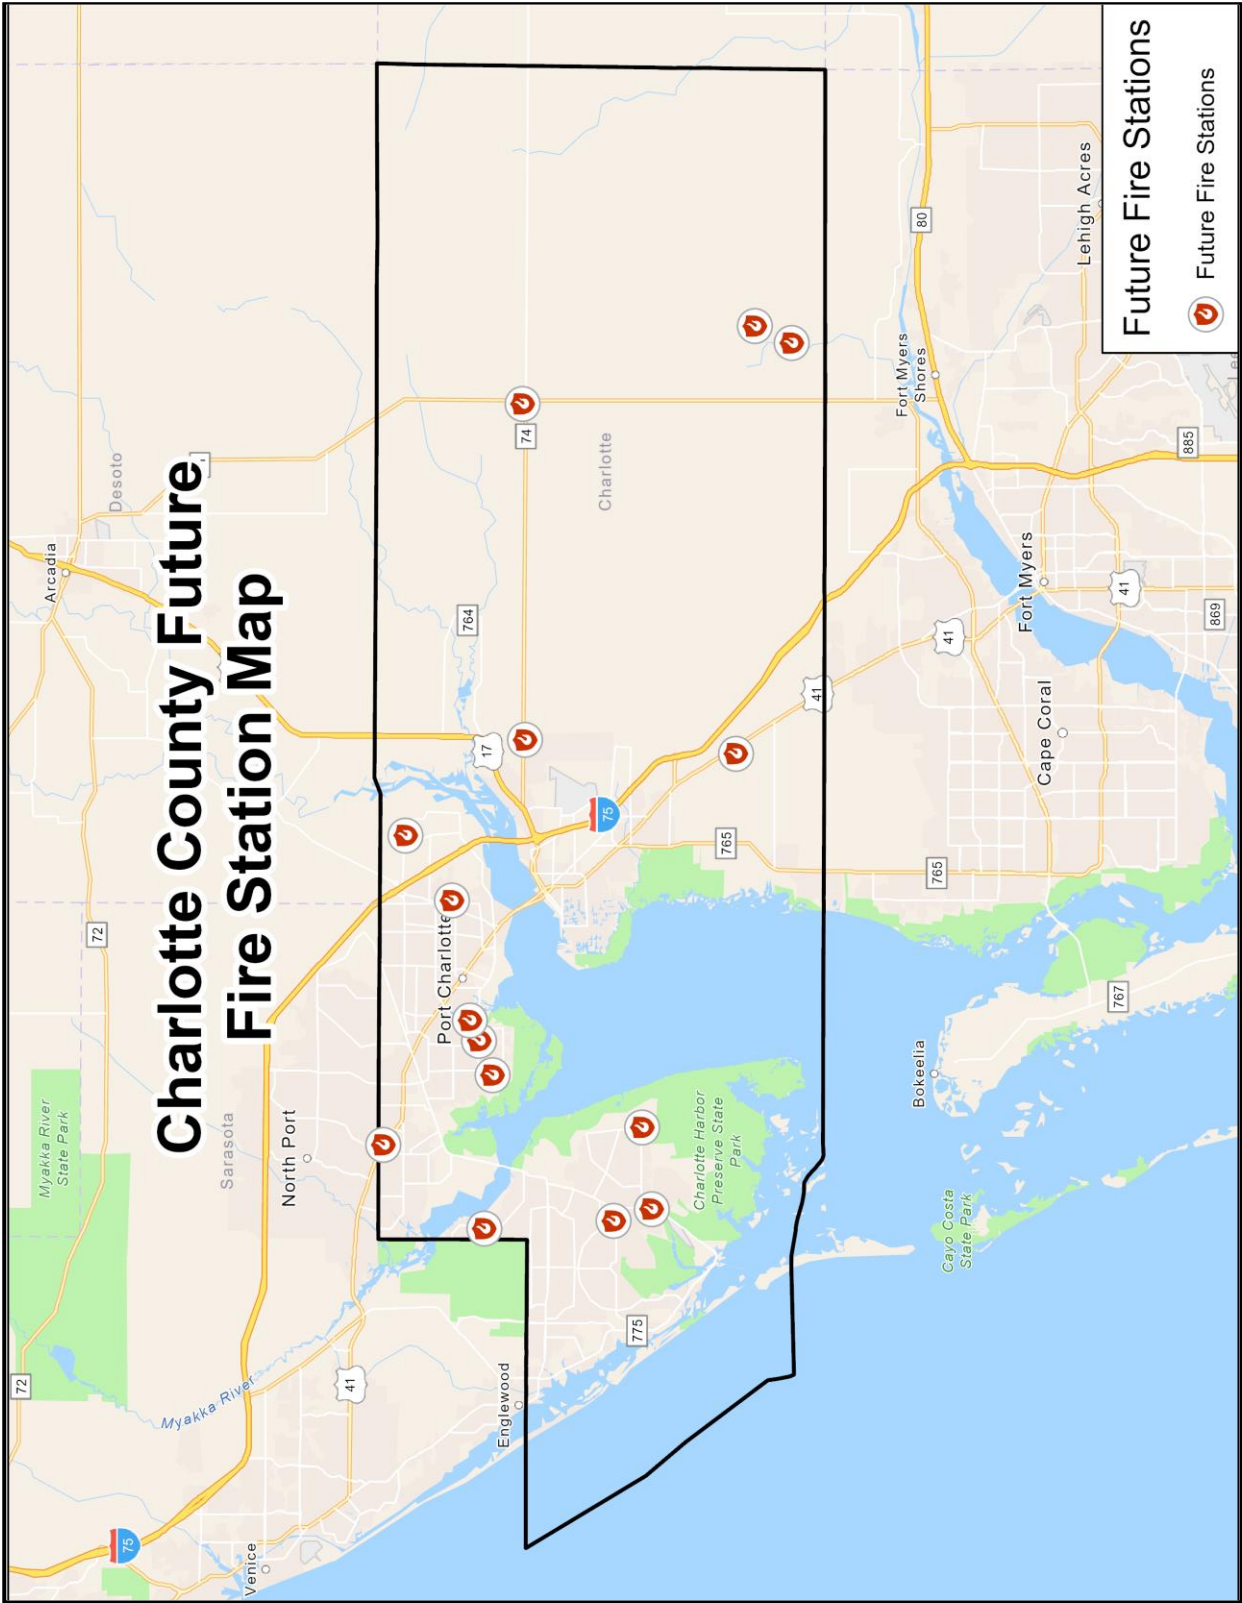 Charlotte County Future
Fire Station Map
Future Fire Stations
Future Fire Stations
Arcadia
Desoto
72
72
Myakka River
State Park
Sarasota
North Port
Myakka River
41
75
Venice
Englewood
775
Port Charlotte
764
17
74
Charlotte
75
765
41
Charlotte Harbor
Preserve State
Park
765
Bokeelia
Cayo Costa
State Park
767
Cape Coral
41
Fort Myers
41
869
885
Fort Myers
Shores
80
Lehigh Acres